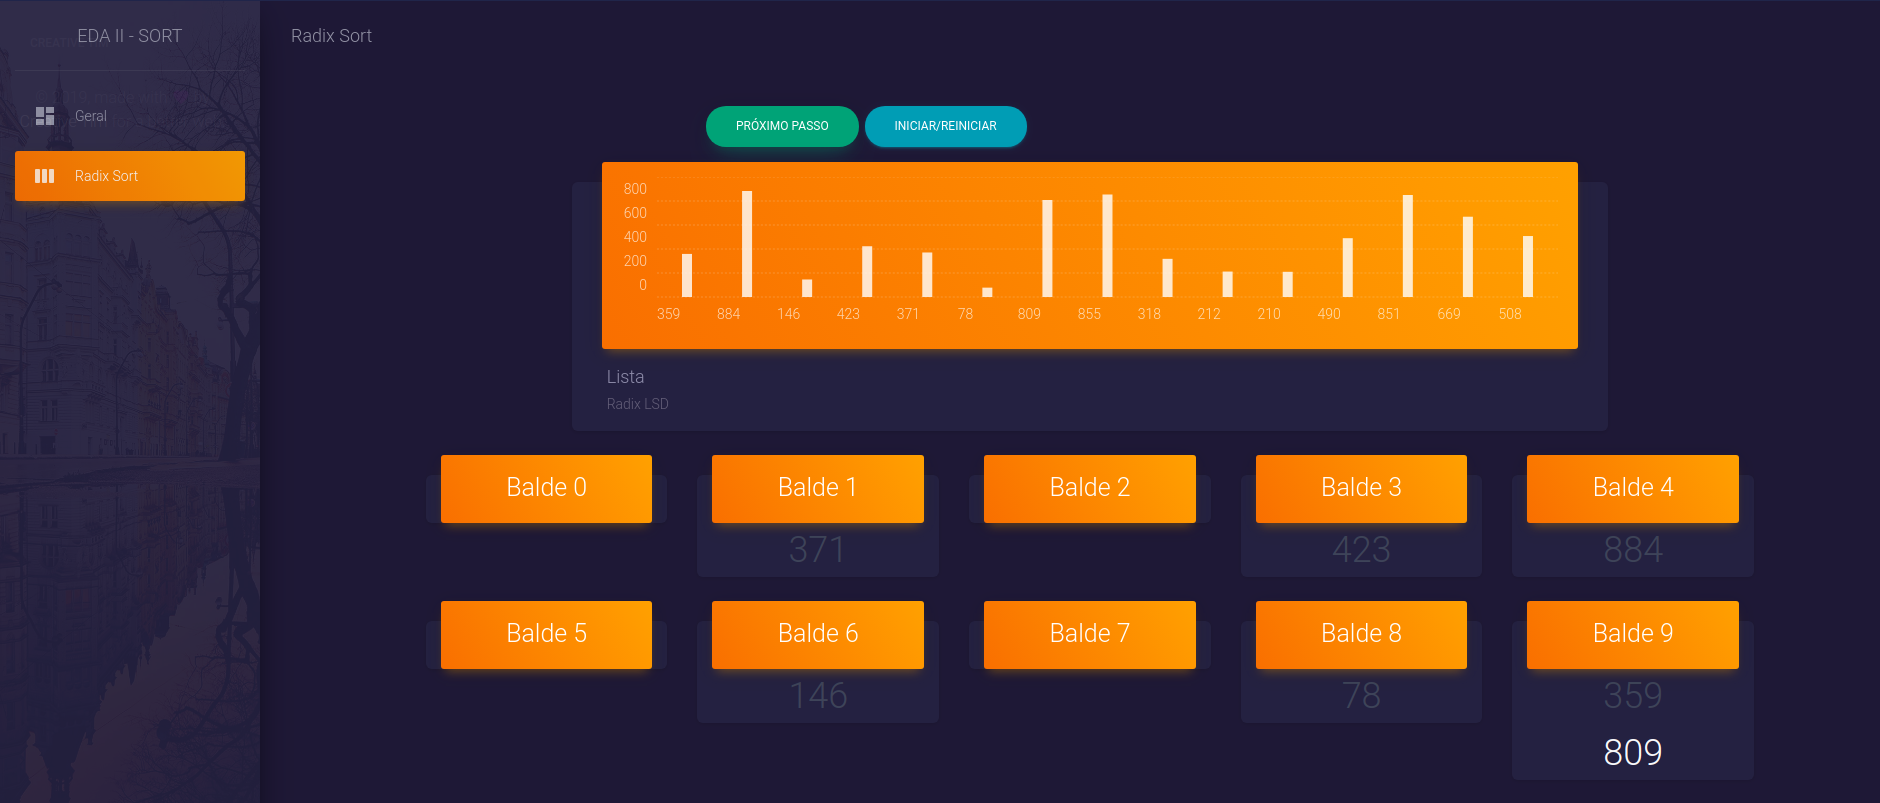 EDA II - SORT
Geral
Radix Sort
Radix Sort
PRÓXIMO PASSO
INICIAR/REINICIAR
800
600
400
200
0
359 884 146 423 371 78 809 855 318 212 210 490 851 669 508
Lista
Radix LSD
Balde 0
Balde 1
371
Balde 2
Balde 3
423
Balde 4
884
Balde 5
Balde 6
146
Balde 7
Balde 8
78
Balde 9
359
809